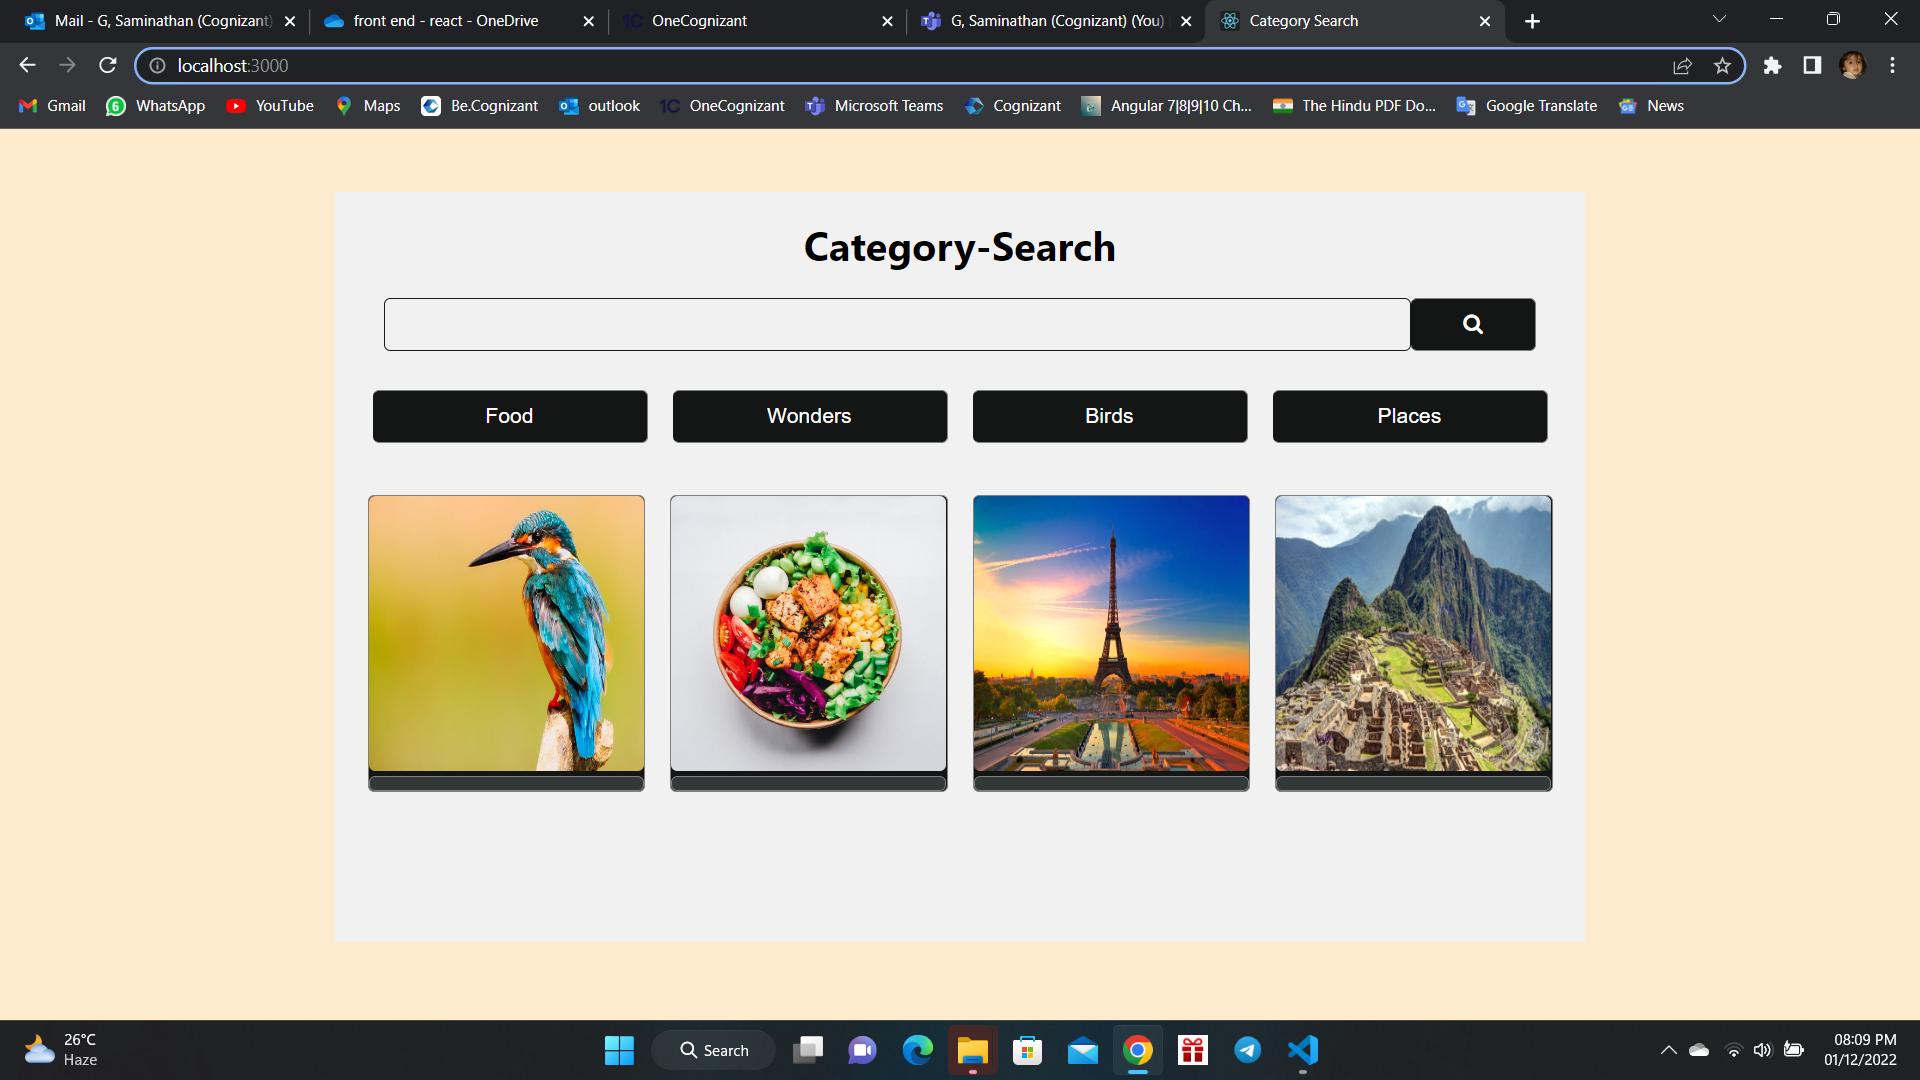 Mail - G, Saminathan (Cognizant)
front end - react - OneDrive
1C OneCognizant
G, Saminathan (Cognizant) (You)
Category Search
localhost:3000
Gmail
6 WhatsApp
YouTube
Maps
Be.Cognizant
outlook
1C OneCognizant
Microsoft Teams
Cognizant
Angular 7|8|9|10 Ch...
The Hindu PDF Do...
Google Translate
News
Category-Search
Food
Wonders
Birds
Places
26°C
Haze
Search
08:09 PM
01/12/2022